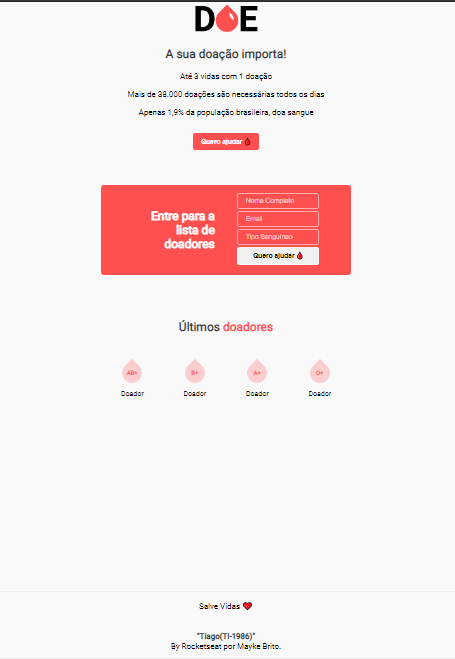 DOE
A sua doação importa!
Até 3 vidas com 1 doação
Mais de 38.000 doações são necessárias todos os dias
Apenas 1,9% da população brasileira, doa sangue
Quero ajudar 🩸
Entre para a
lista de
doadores
Nome Completo
Email
Tipo Sanguíneo
Quero ajudar 🩸
Últimos doadores
AB+ B+ A+ O+
Doador Doador Doador Doador
Salve Vidas ❤️
"Tiago(TI-1986)"
By Rocketseat por Mayke Brito.